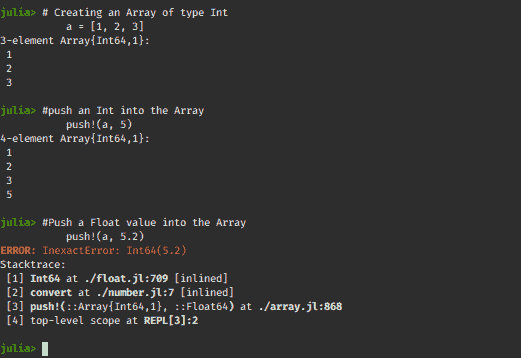 julia> # Creating an Array of type Int
a = [1, 2, 3]
3-element Array{Int64,1}:
1
2
3
julia> #push an Int into the Array
push!(a, 5)
4-element Array{Int64,1}:
1
2
3
5
julia> #Push a Float value into the Array
push!(a, 5.2)
ERROR: InexactError: Int64(5.2)
Stacktrace:
[1] Int64 at ./float.jl:709 [inlined]
[2] convert at ./number.jl:7 [inlined]
[3] push!(::Array{Int64,1}, ::Float64) at ./array.jl:868
[4] top-level scope at REPL[3]:2
julia>